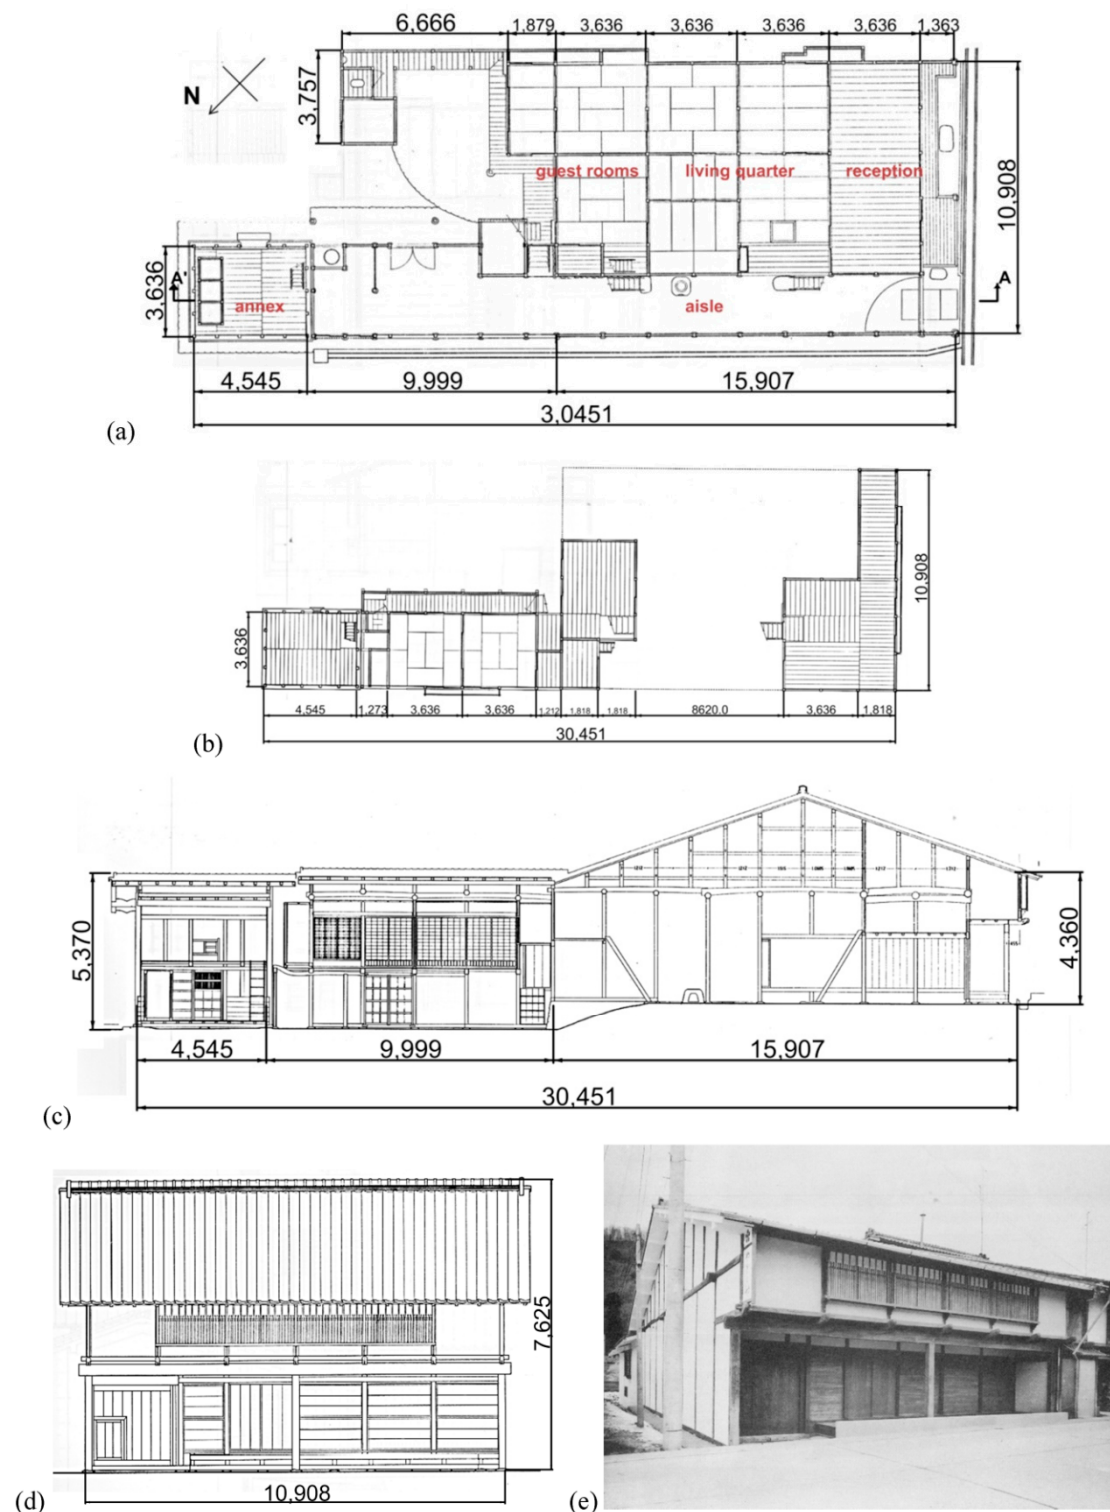 6,666
1,879
3,636
3,636
3,636
3,636
1,363
N
3,757
guest rooms
living quarter
reception
10,908
A'
3,636
annex
aisle
A
4,545
9,999
15,907
3,0451
(a)
10,908
3.636
4.545
1,273
3,636
3,636
1,212
1.818
1.818
8620.0
3,636
1.818
30.451
(b)
5,370
4,360
4,545
9,999
15,907
30,451
(c)
7,625
10,908
(d)
(e)